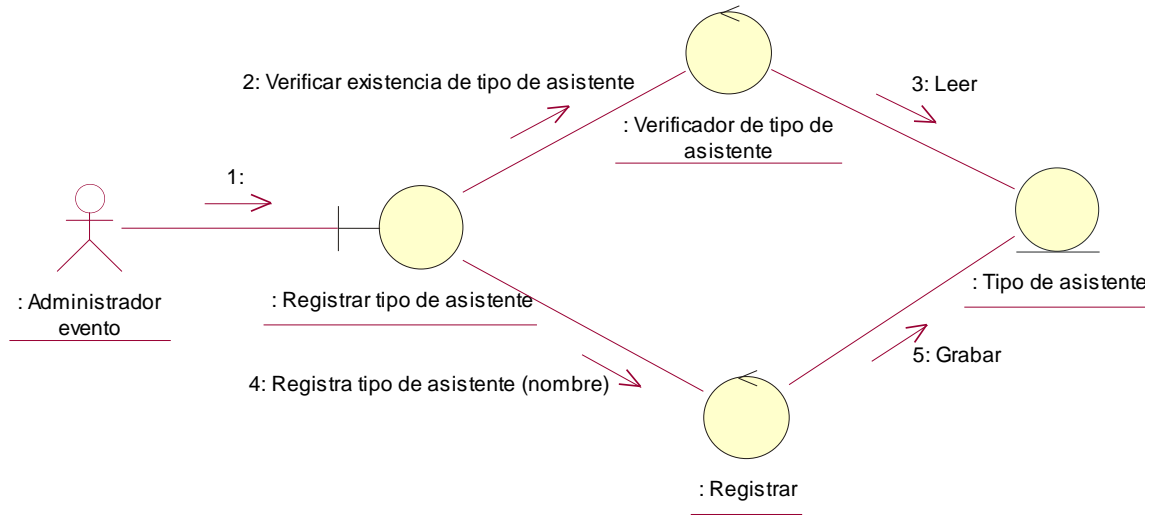 2: Verificar existencia de tipo de asistente
3: Leer
: Verificador de tipo de
asistente
1:
: Administrador
evento
: Registrar tipo de asistente
: Tipo de asistente
4: Registra tipo de asistente (nombre)
5: Grabar
: Registrar